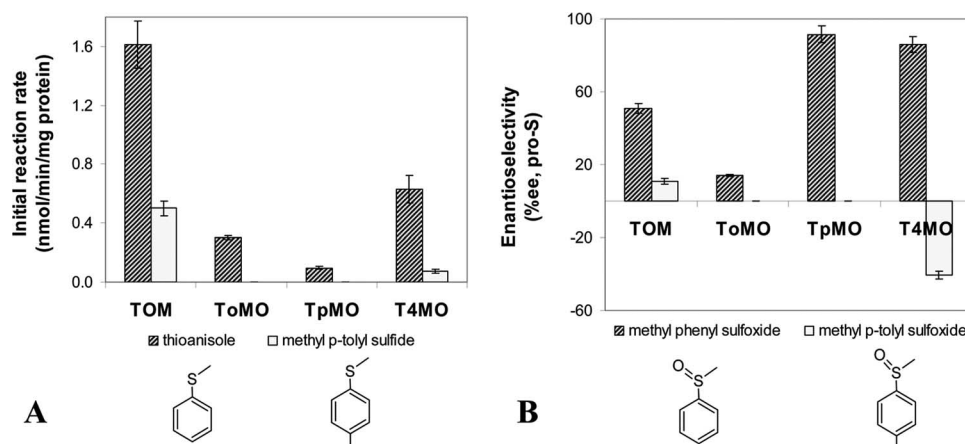 Initial reaction rate
(nmol/min/mg protein)
1.6
1.2
0.8
0.4
0.0
TOM ToMO TpMO T4MO
thioanisole methyl p-tolyl sulfide
S
S
A
Enantioselectivity
(%ee, pro-S)
100
60
20
-20
-60
TOM ToMO TpMO T4MO
methyl phenyl sulfoxide methyl p-tolyl sulfoxide
O
S
O
S
B